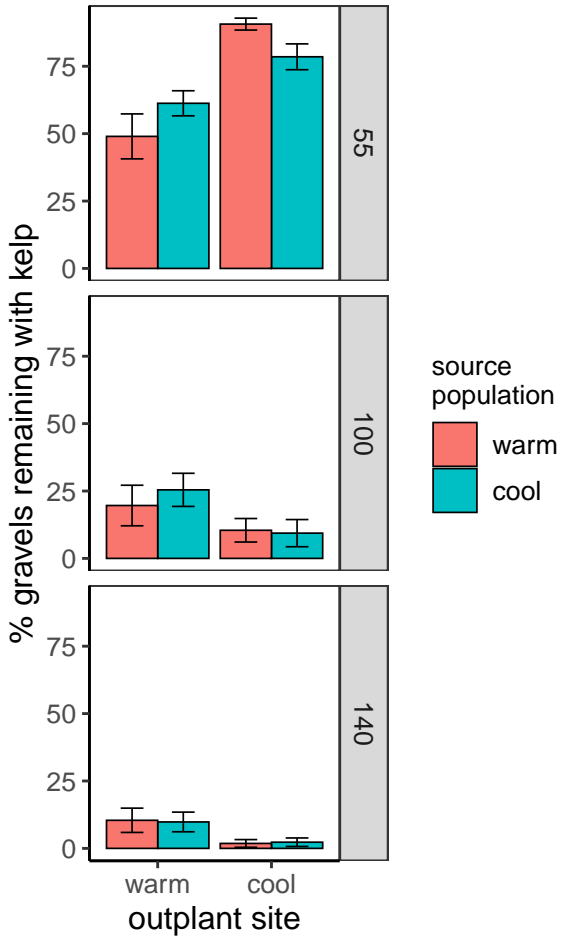 % gravels remaining with kelp
75
50
25
0
55
75
50
25
0
100
75
50
25
0
140
warm cool
outplant site
source
population
warm
cool